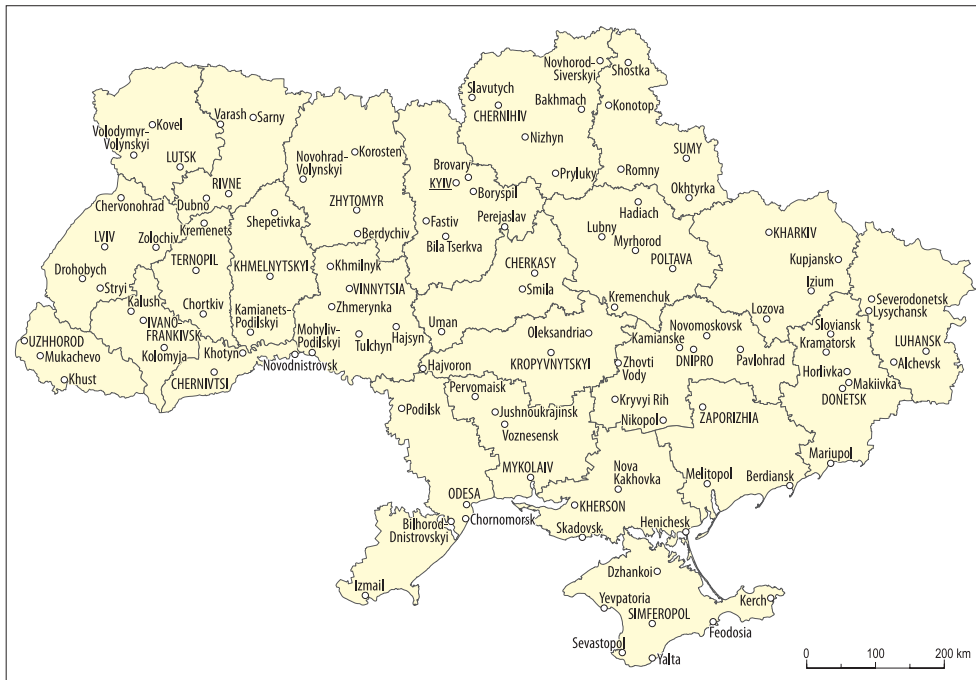 Novhorod-
Siverskyi
Shostka
Slavutych
CHERNIHIV
Bakhmach
Konotop
Nizhyn
Varash
Sarny
Kovel
Volodymyr-
Volynskyi
LUTSK
Korosten
Novohrad-
Volynskyi
Brovary
KYIV
Boryspil
Pryluky
Romny
SUMY
Okhtyrka
RIVNE
Dubno
Chervonohrad
Kremenets
Shepetivka
ZHYTOMYR
Berdychiv
Fastiv
Bila Tserkva
Perejaslav
Hadiach
Lubny
Myrhorod
POLTAVA
KHARKIV
Kupjansk
Izium
LVIV
Zolochiv
TERNOPIL
KHMELNYTSKYI
Khmilnyk
VINNYTSIA
Zhmerynka
CHERKASY
Smila
Drohobych
Stryi
Kalush
Chortkiv
Kamianets-
Podilskyi
IVANO-
FRANKIVSK
Kolomyja
Khotyn
Mohyliv-
Podilskyi
Tulchyn
Hajsyn
Uman
Oleksandria
KROPYVNYTSKYI
Kremenchuk
Kamianske
Novomoskovsk
DNIPRO
Pavlohrad
Lozova
Severodonetsk
Lysychansk
Sloviansk
Kramatorsk
LUHANSK
Alchevsk
Horlivka
Makiivka
DONETSK
UZHHOROD
Mukachevo
Khust
CHERNIVTSI
Novodnistrovsk
Hajvoron
Pervomaisk
Zhovti
Vody
Podilsk
Jushnoukrajinsk
Voznesensk
Kryvyi Rih
Nikopol
ZAPORIZHIA
Mariupol
MYKOLAIV
Nova
Kakhovka
Melitopol
Berdiansk
ODESA
Chornomorsk
KHERSON
Skadovsk
Henichesk
Bilhorod-
Dnistrovskyi
Izmail
Dzhankoi
Yevpatoria
SIMFEROPOL
Kerch
Feodosia
Sevastopol
Yalta
0 100 200 km